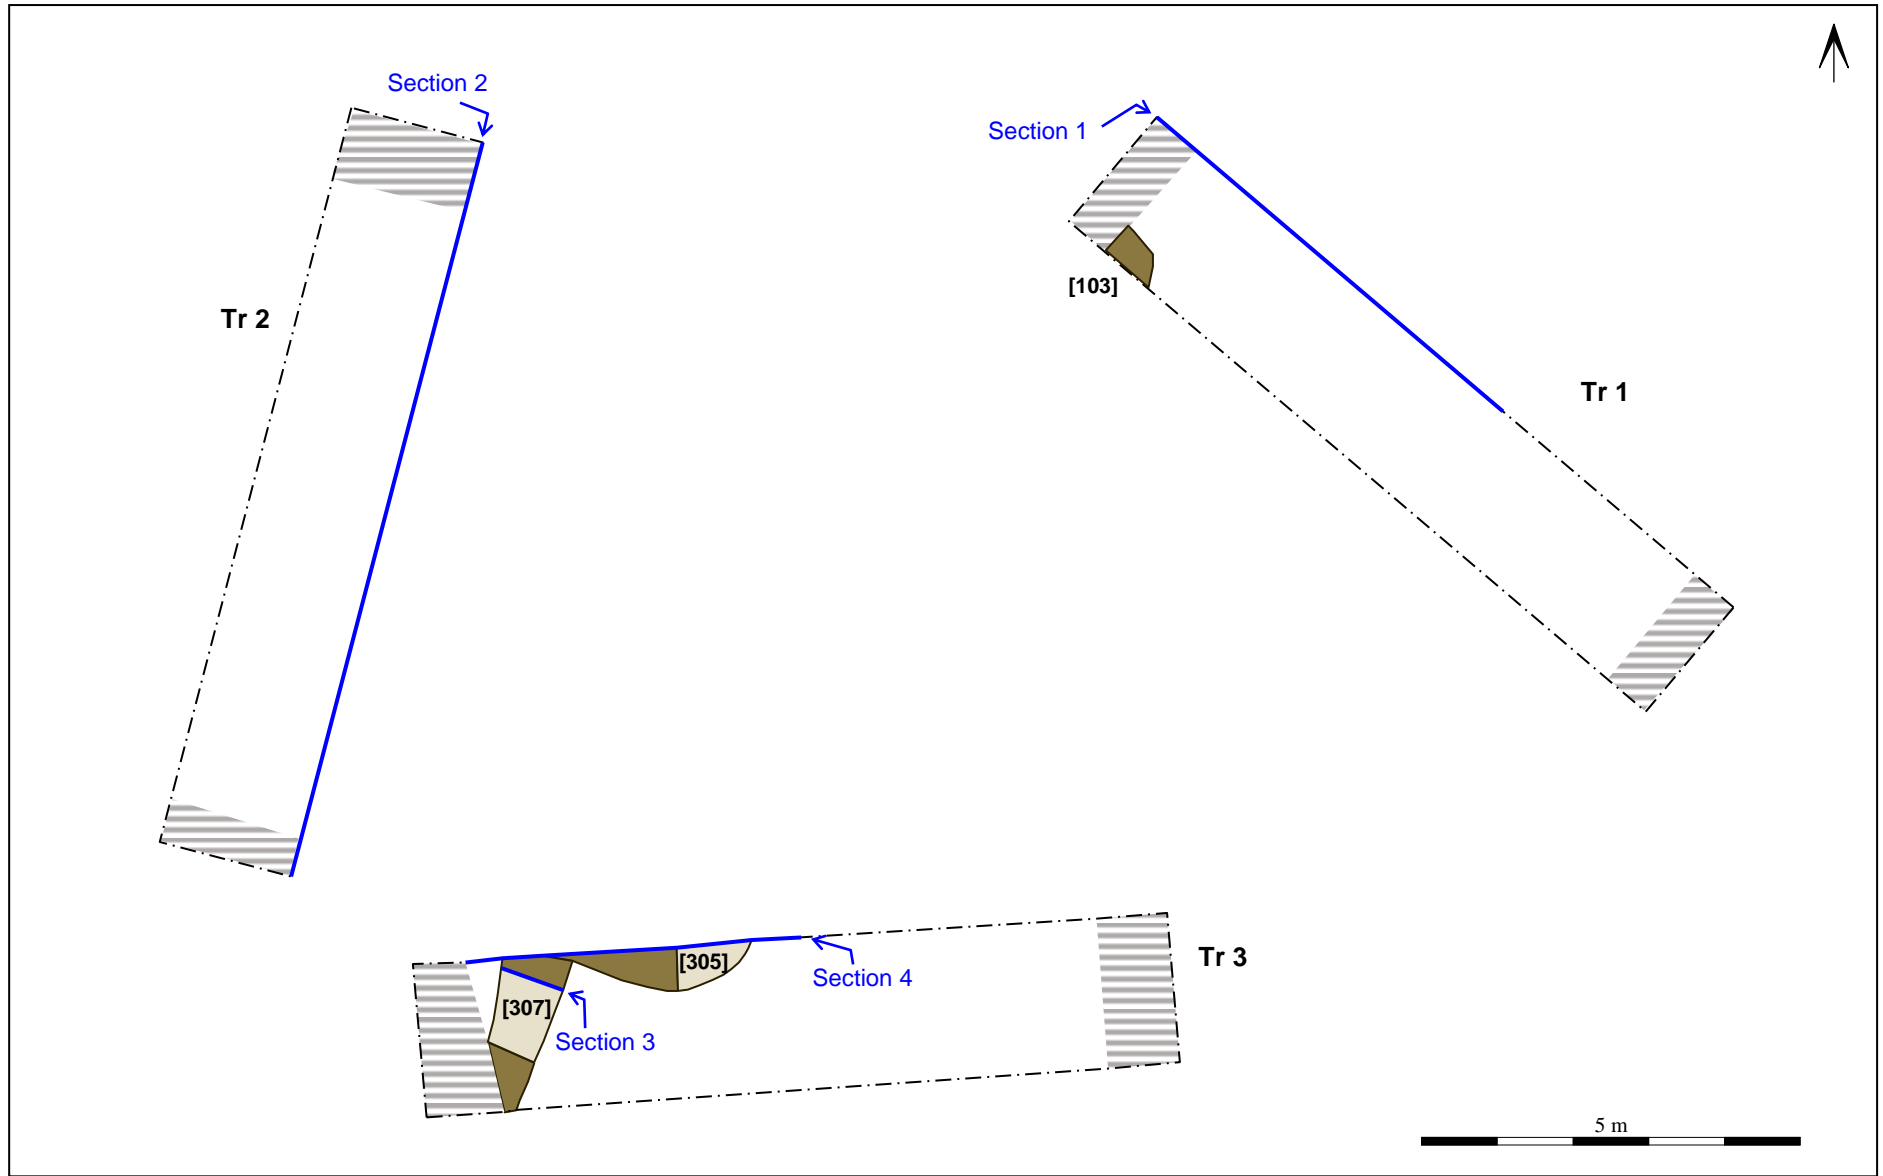 Section 2
Section 1
[103]
Tr 2
Tr 1
[305]
Tr 3
Section 4
[307]
Section 3
5 m